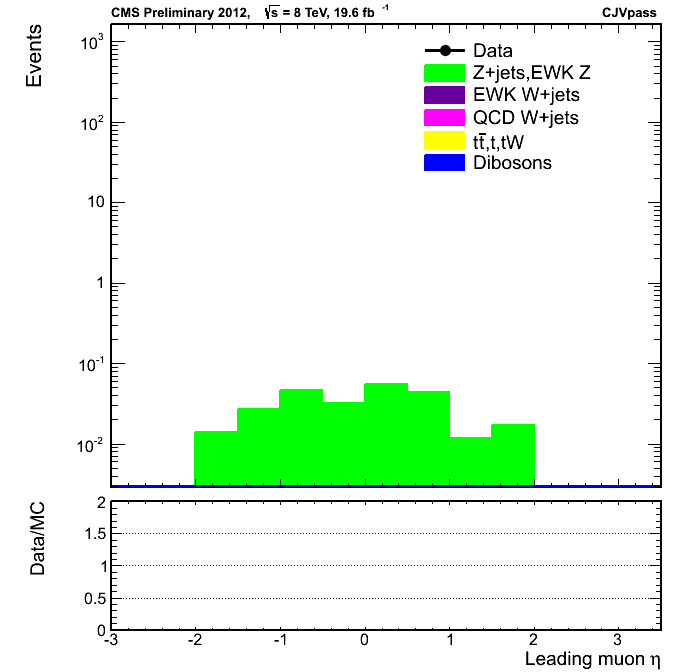 CMS Preliminary 2012, √s = 8 TeV, 19.6 fb⁻¹ CJVpass
Events
10³
10²
10
1
10⁻¹
10⁻²
Data
Z+jets,EWK Z
EWK W+jets
QCD W+jets
tt̅,t,tW
Dibosons
Data/MC
2
1.5
1
0.5
0
-3 -2 -1 0 1 2 3
Leading muon η